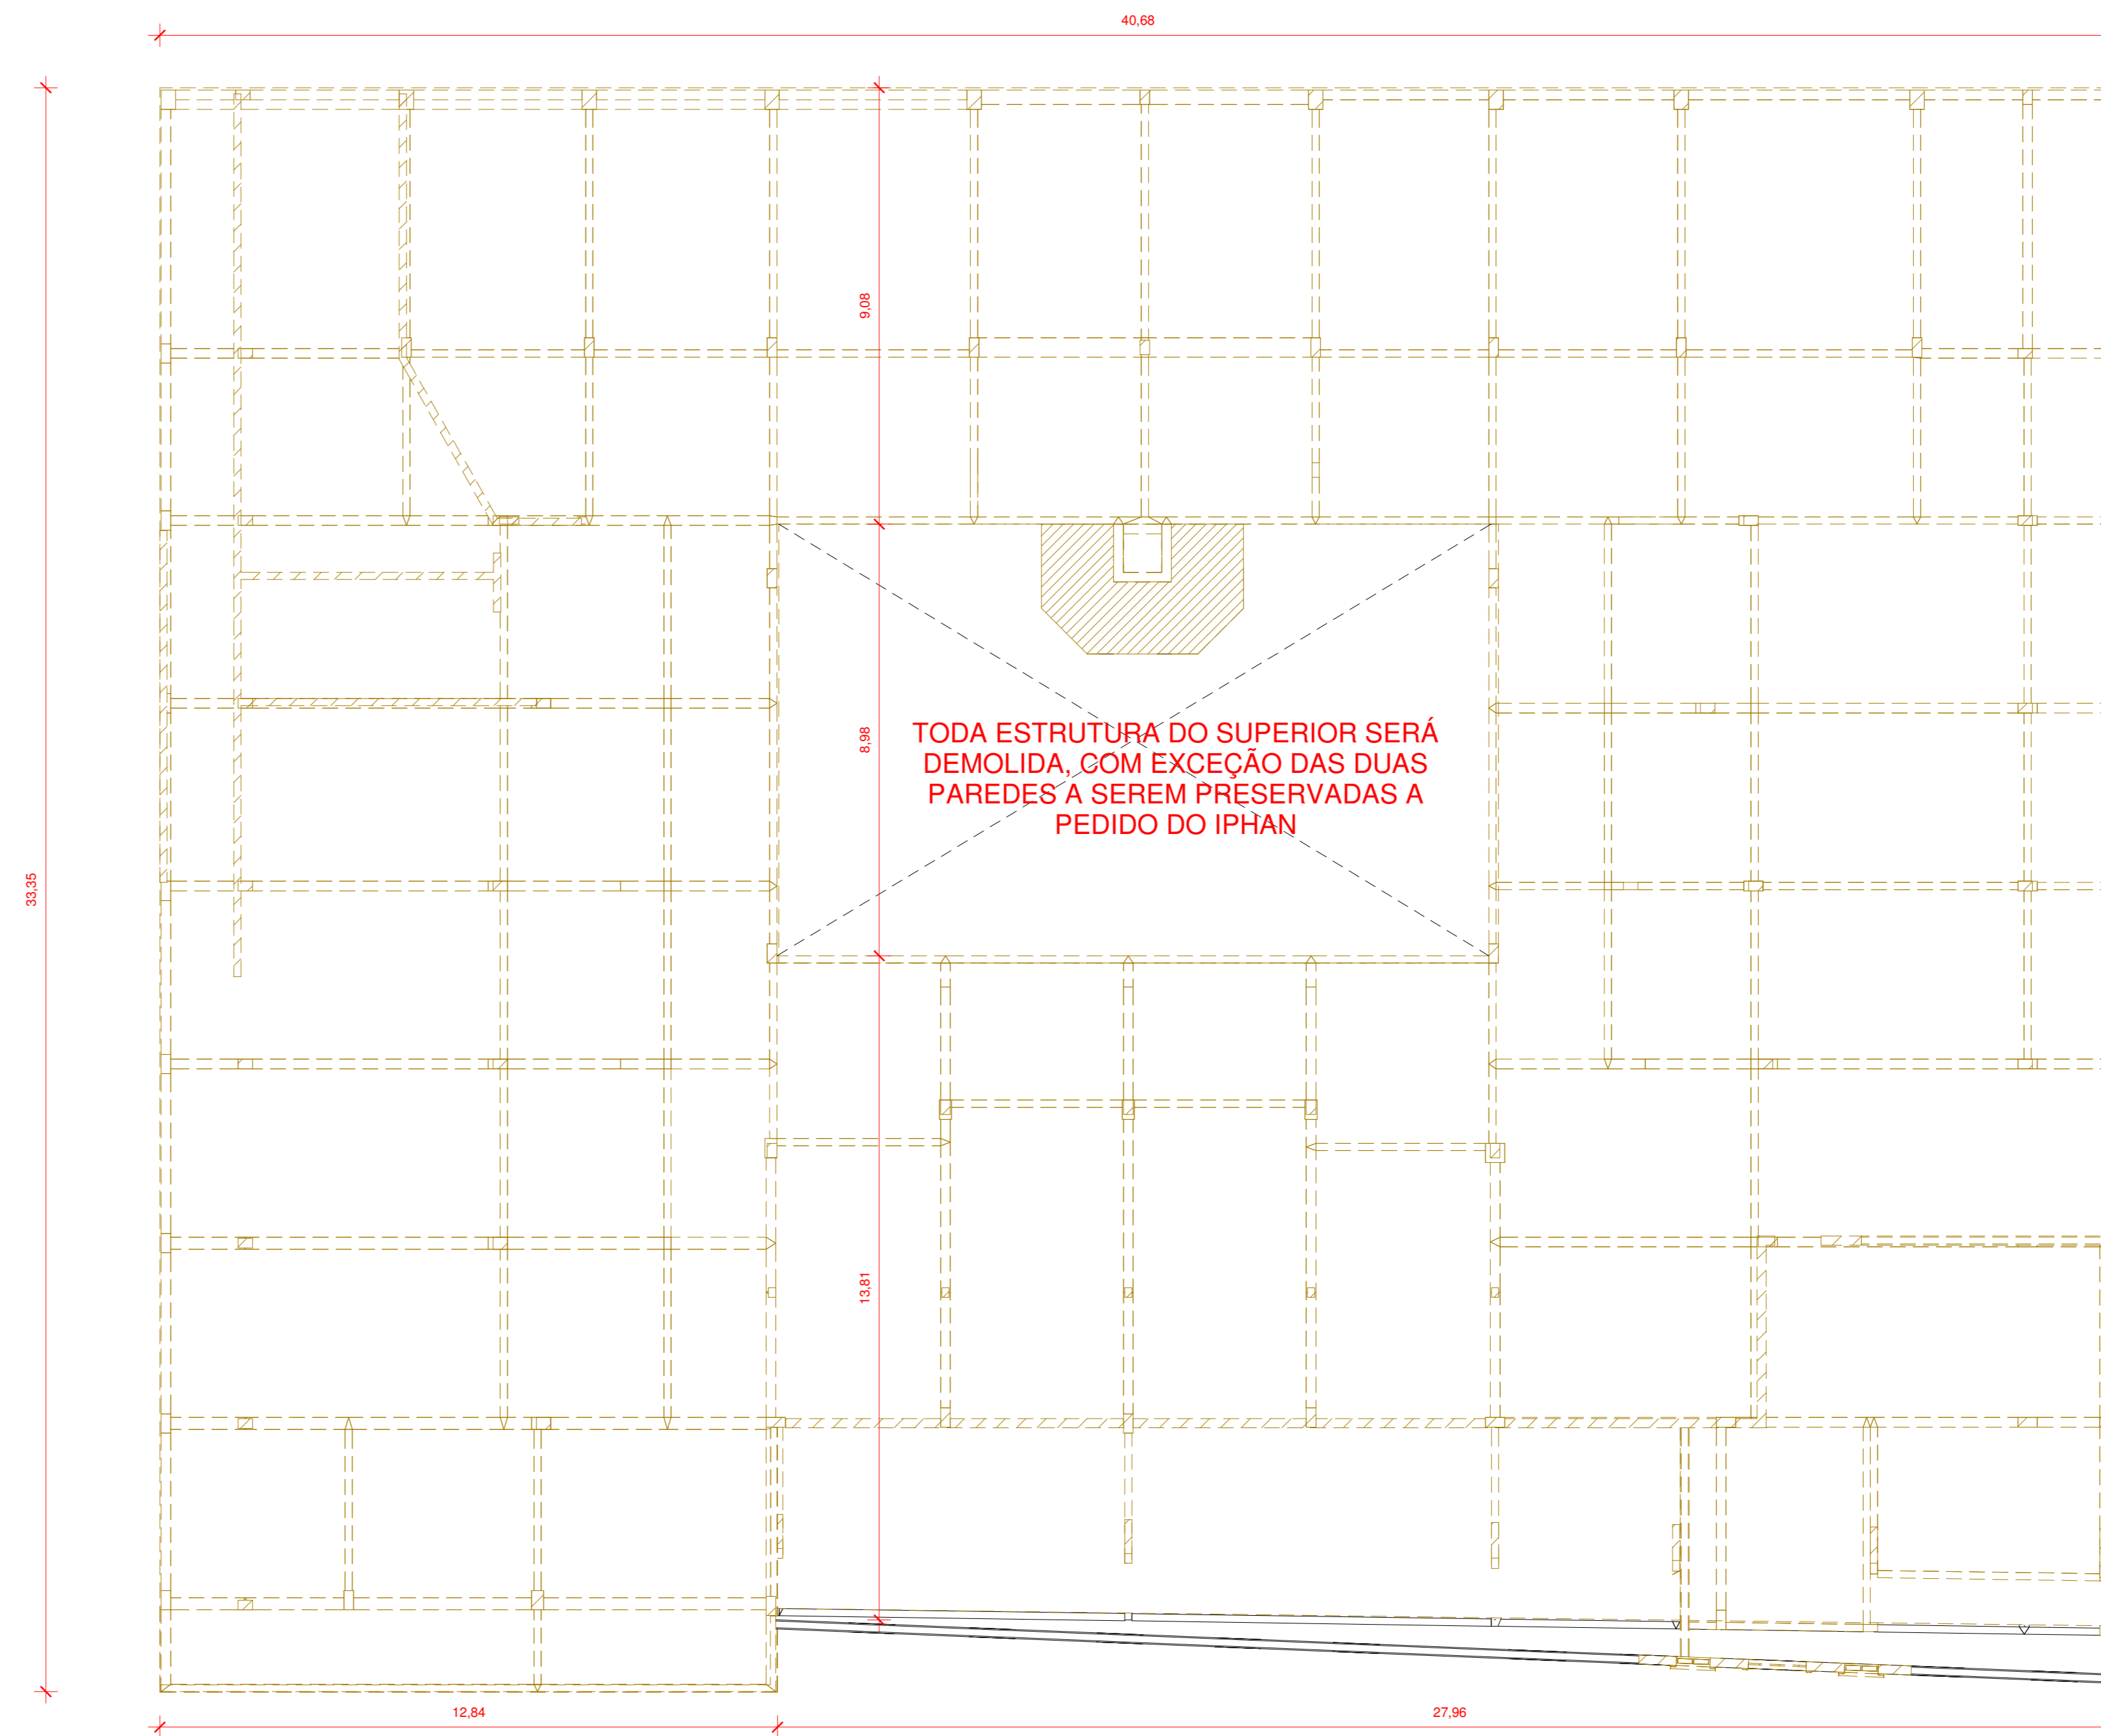 40,68
9,08
8,98
TODA ESTRUTURA DO SUPERIOR SERÁ
DEMOLIDA, COM EXCEÇÃO DAS DUAS
PAREDES A SEREM PRESERVADAS A
PEDIDO DO IPHAN
33,35
13,81
12,84
27,96